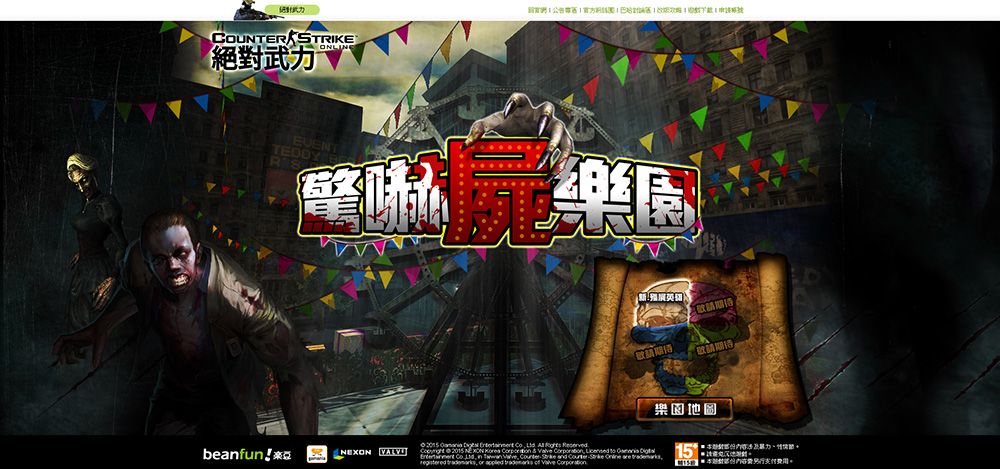 絕對武力
回官網 | 公告專區 | 官方粉絲團 | 巴哈討論區 | 改版攻略 | 遊戲下載 | 申請帳號
COUNTER STRIKE
ONLINE
絕對武力
驚嚇屍樂園
新!殭屍英雄
敬請期待
敬請期待
敬請期待
樂園地圖
beanfun! 樂豆
gamania
NEXON
VALVE
© 2015 Gamania Digital Entertainment Co., Ltd. All Rights Reserved.
Copyright © 2015 NEXON Korea Corporation & Valve Corporation, Licensed to Gamania Digital
Entertainment Co.,Ltd., in Taiwan.Valve, Counter-Strike and Counter-Strike Online are trademarks,
registered trademarks, or applied trademarks of Valve Corporation.
15+
輔15級
■ 本遊戲部份內容涉及暴力、性情節。
■ 請避免沉迷遊戲。
■ 本遊戲部份內容需另行支付費用。